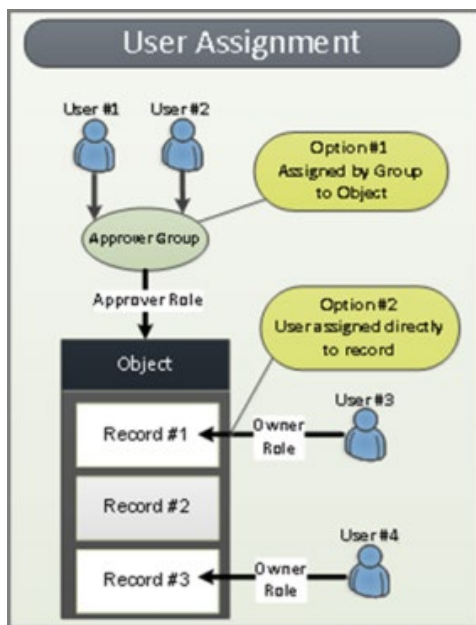 User Assignment
User #1
User #2
Option #1
Assigned by Group
to Object
Approver Group
Approver Role
Option #2
User assigned directly
to record
Object
User #3
Record #1
Owner
Role
Record #2
User #4
Record #3
Owner
Role